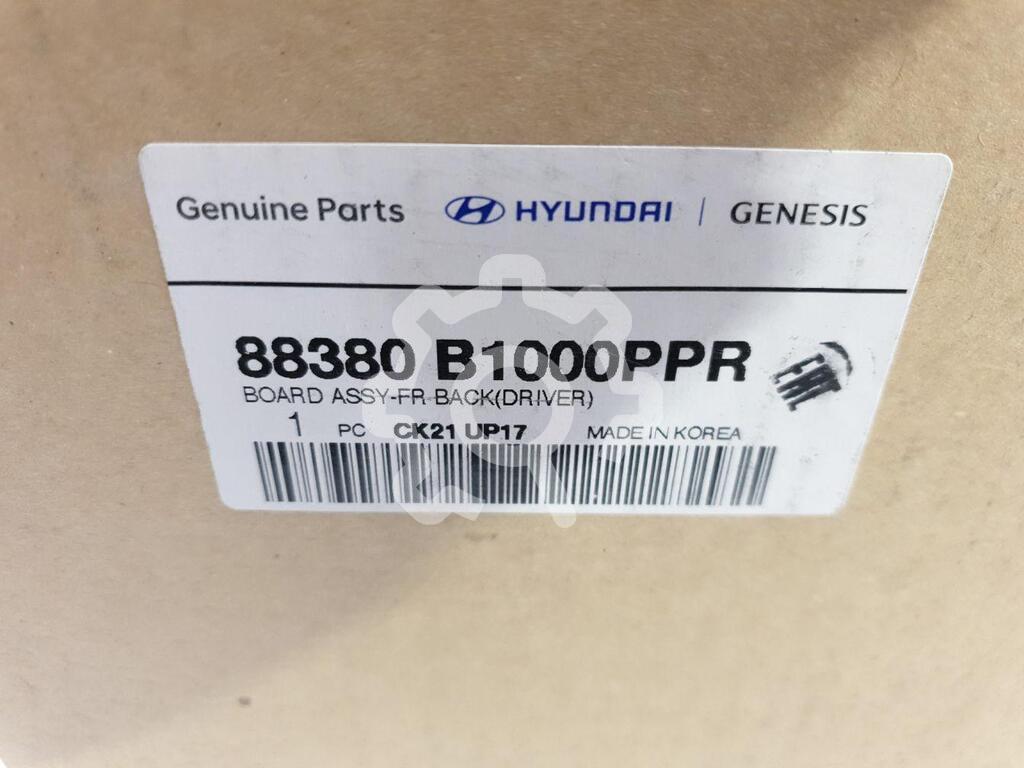 Genuine Parts HYUNDAI | GENESIS
88380 B1000PPR
BOARD ASSY-FR BACK(DRIVER)
1 PC CK21 UP17 MADE IN KOREA